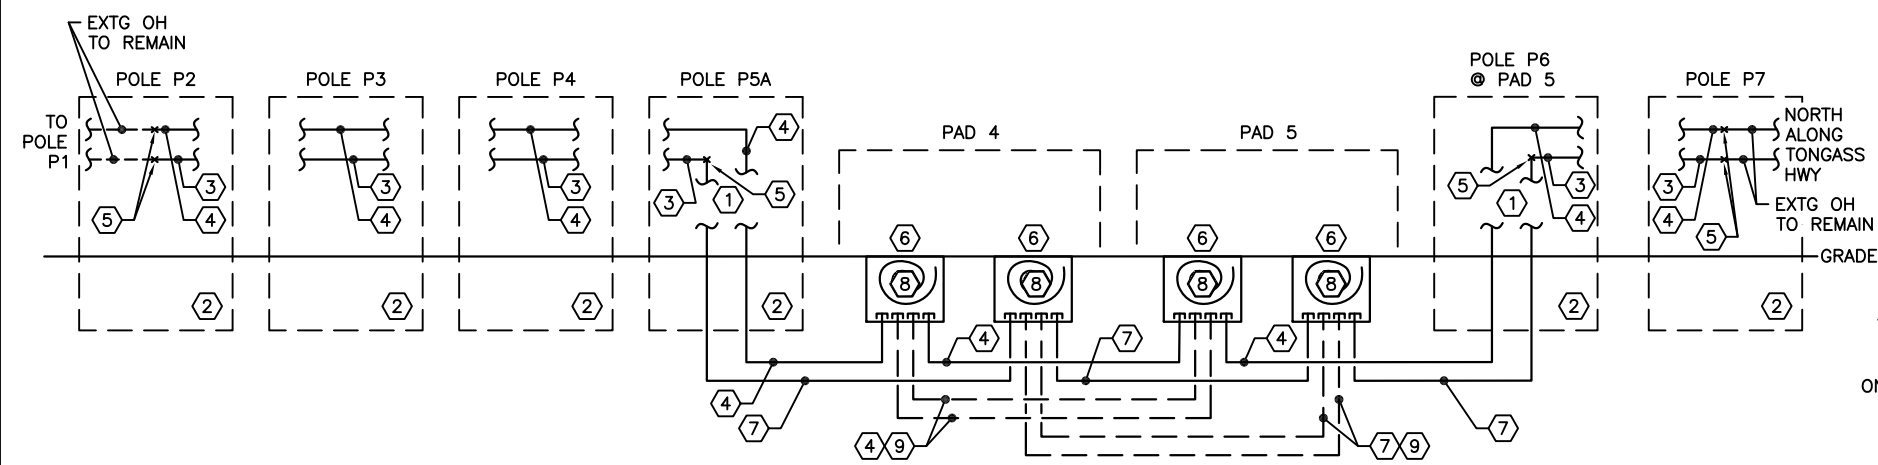 EXTG OH
TO REMAIN
POLE P2
POLE P3
POLE P4
POLE P5A
POLE P6
@ PAD 5
POLE P7
TO
POLE
P1
PAD 4
PAD 5
NORTH
ALONG
TONGASS
HWY
4
3
3
3
3
1
5
5
1
3
3
5
4
4
4
4
4
5
EXTG OH
TO REMAIN
6
6
6
6
GRADE
8
8
8
8
2
2
2
2
2
2
4
7
4
4
7
4 9
7 9
7
ON